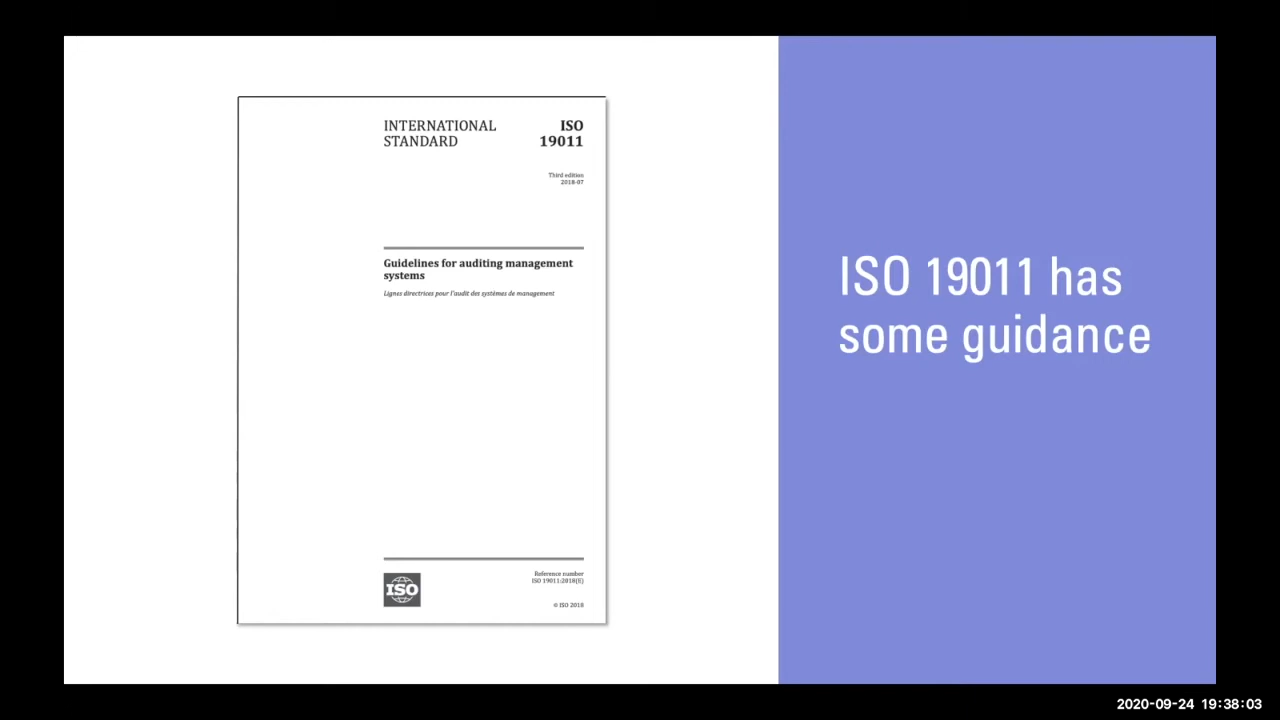 INTERNATIONAL STANDARD
ISO 19011
Third edition
2018-07
Guidelines for auditing management
systems
Lignes directrices pour l'audit des systèmes de management
ISO
Reference number
ISO 19011:2018(E)
© ISO 2018
ISO 19011 has
some guidance
2020-09-24 19:38:03